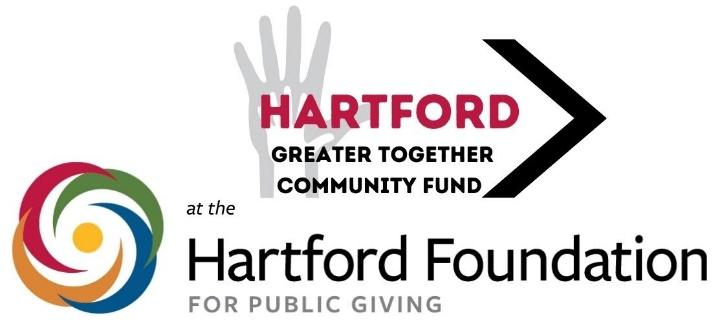 HARTFORD
GREATER TOGETHER
COMMUNITY FUND
at the
Hartford Foundation
FOR PUBLIC GIVING